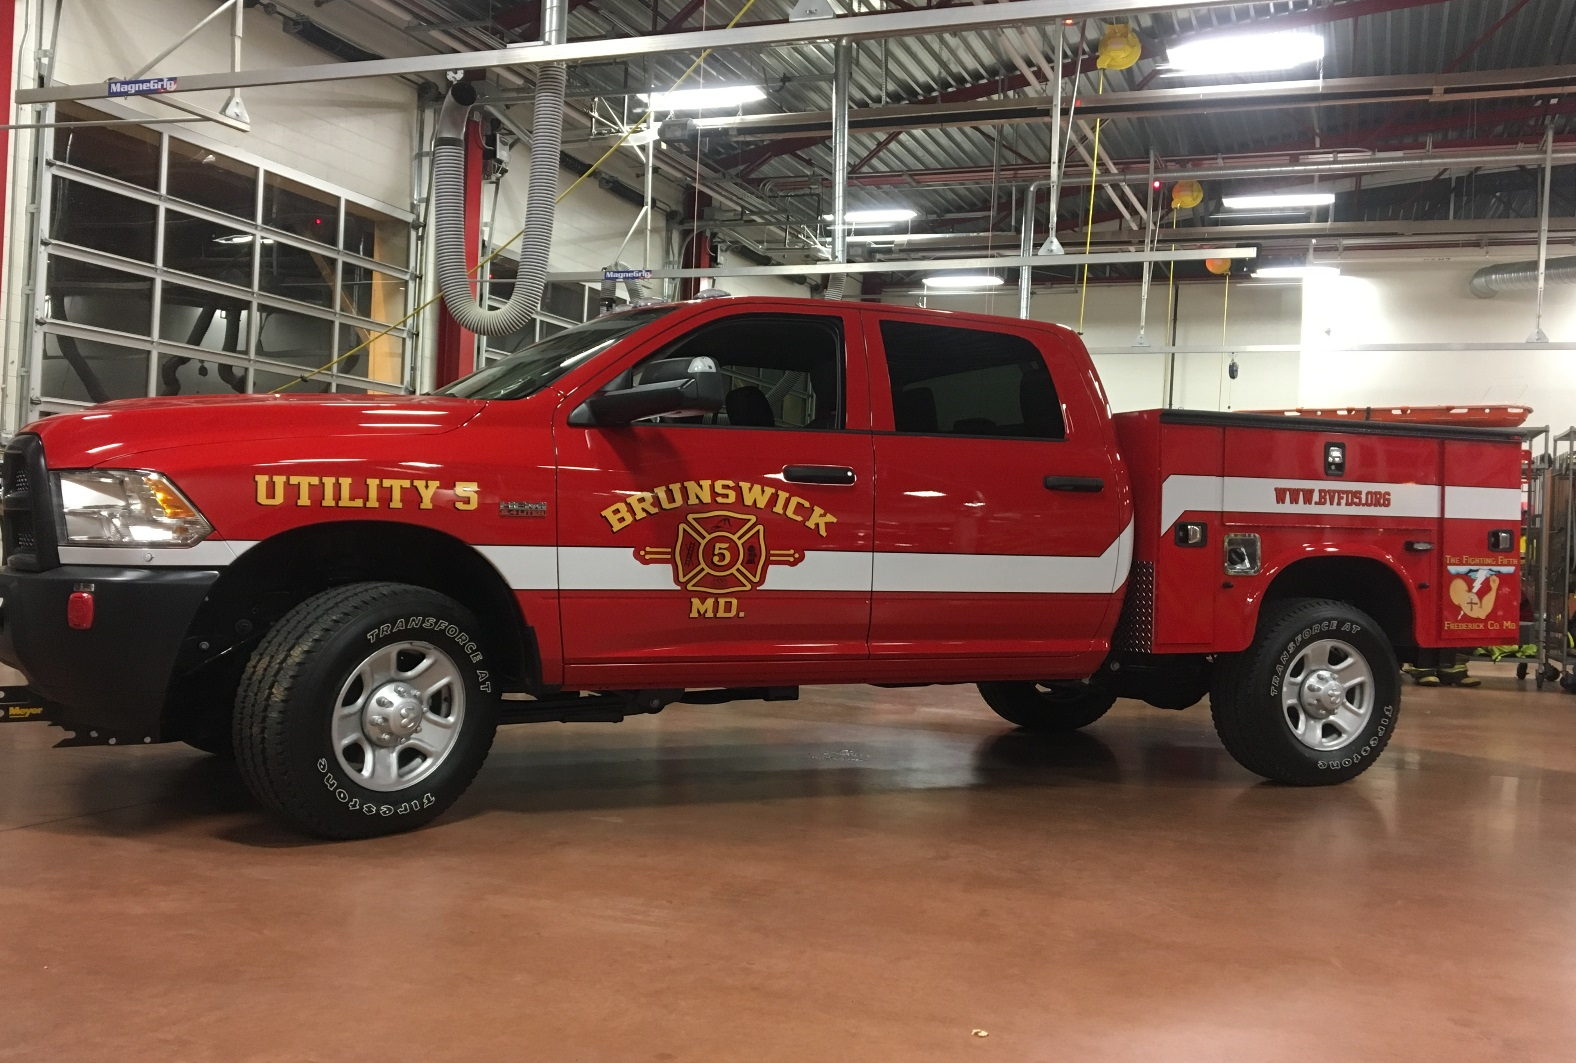 MagneGrip
MagneGrip
UTILITY 5
HEMI
BRUNSWICK
5
MD.
WWW.BVFD5.ORG
THE FIGHTING FIFTH
FREDERICK CO MD
TRANSFORCE AT
Firestone
TRANSFORCE AT
Firestone
Meyer